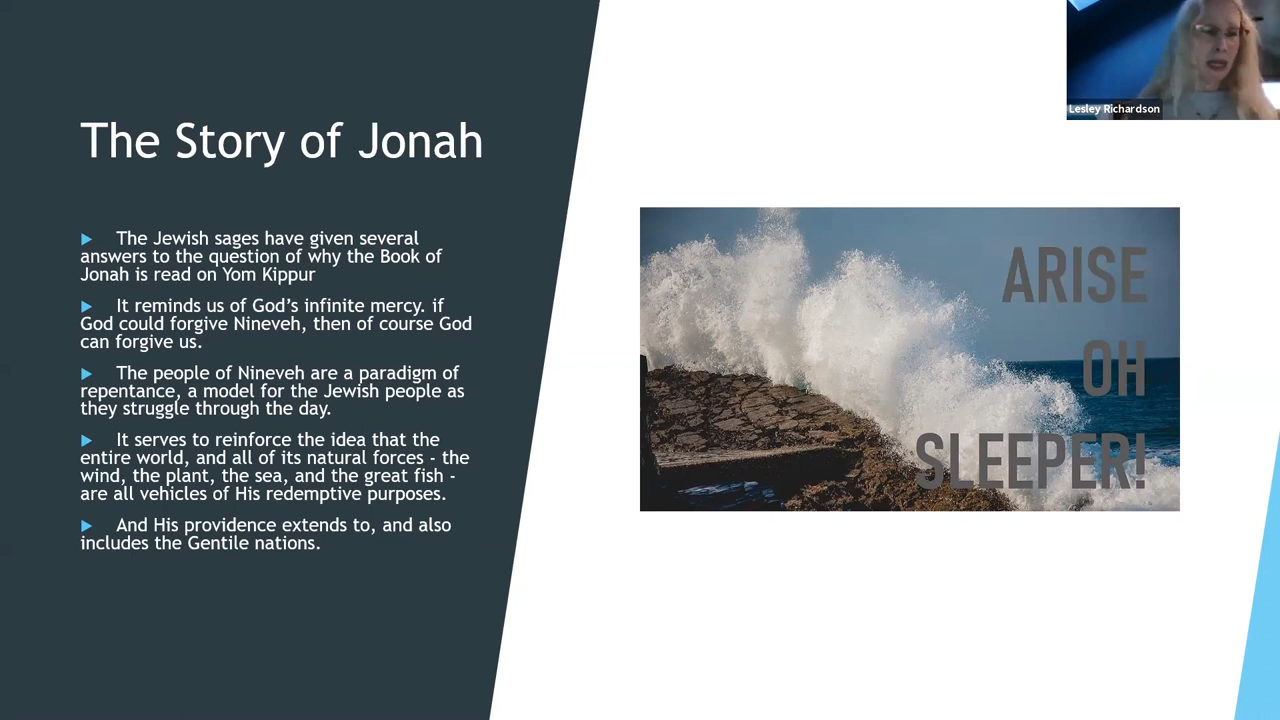 The Story of Jonah
The Jewish sages have given several
answers to the question of why the Book of
Jonah is read on Yom Kippur
It reminds us of God’s infinite mercy. if
God could forgive Nineveh, then of course God
can forgive us.
The people of Nineveh are a paradigm of
repentance, a model for the Jewish people as
they struggle through the day.
It serves to reinforce the idea that the
entire world, and all of its natural forces - the
wind, the plant, the sea, and the great fish -
are all vehicles of His redemptive purposes.
And His providence extends to, and also
includes the Gentile nations.
ARISE
OH
SLEEPER!
Lesley Richardson